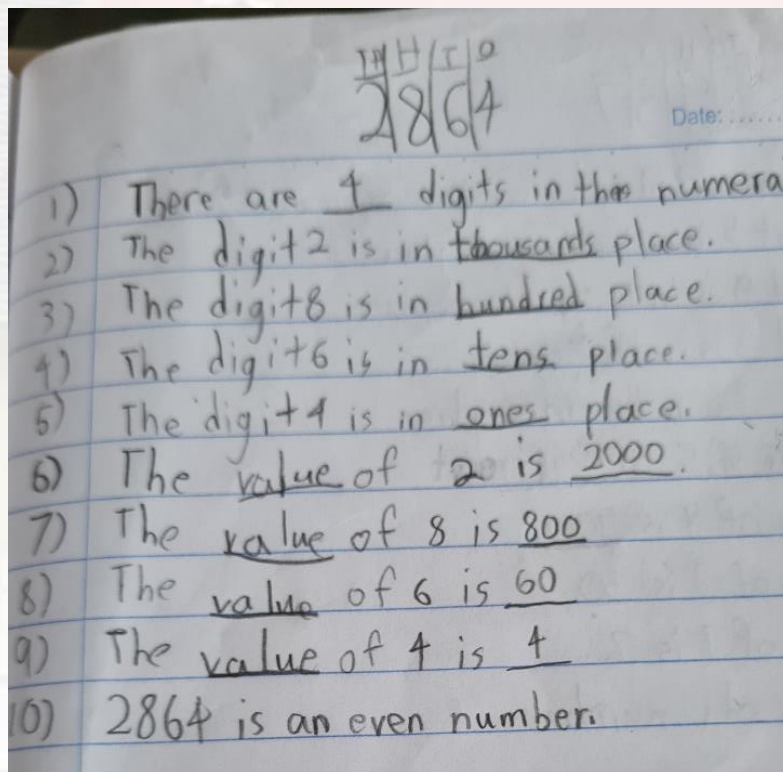 TH H T O
2 8 6 4
Date: ......
1) There are 4 digits in this numera
2) The digit 2 is in thousands place.
3) The digit 8 is in hundred place.
4) The digit 6 is in tens place.
5) The digit 4 is in ones place.
6) The value of 2 is 2000.
7) The value of 8 is 800
8) The value of 6 is 60
9) The value of 4 is 4
10) 2864 is an even number.